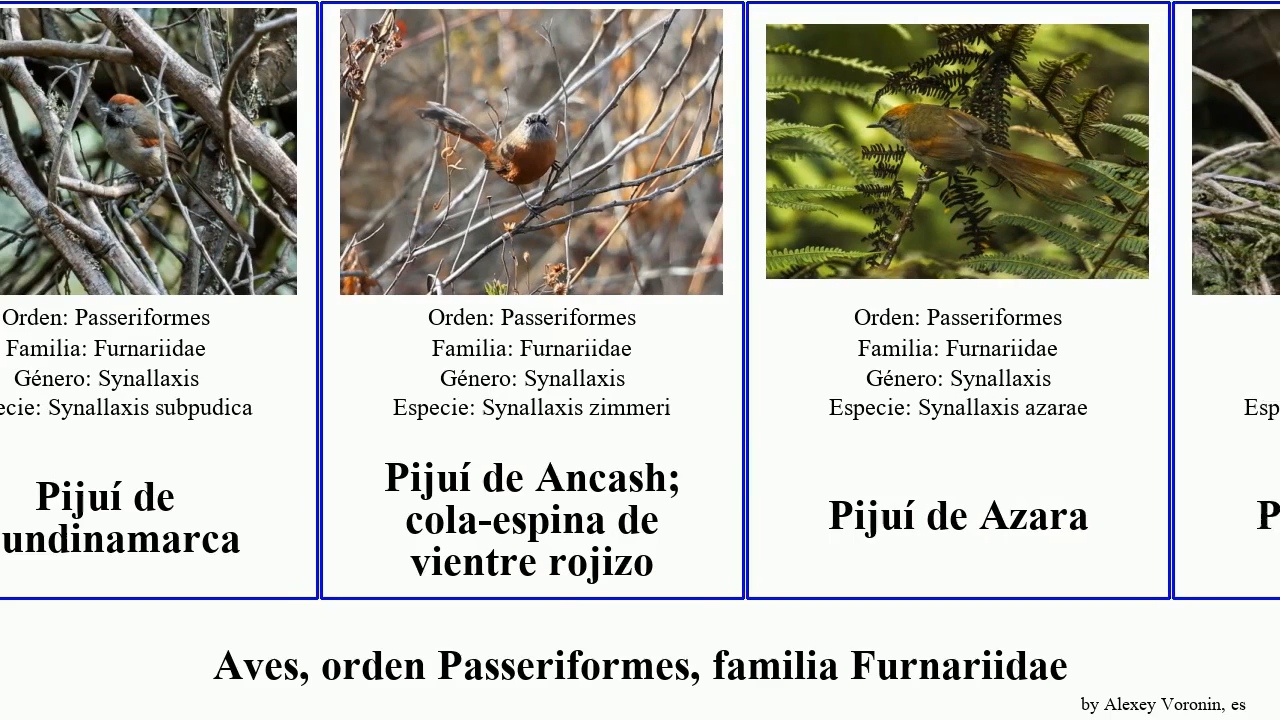 Orden: Passeriformes
Familia: Furnariidae
Género: Synallaxis
ecie: Synallaxis subpudica
Pijuí de
undinamarca
Orden: Passeriformes
Familia: Furnariidae
Género: Synallaxis
Especie: Synallaxis zimmeri
Pijuí de Ancash;
cola-espina de
vientre rojizo
Orden: Passeriformes
Familia: Furnariidae
Género: Synallaxis
Especie: Synallaxis azarae
Pijuí de Azara
Esp
P
Aves, orden Passeriformes, familia Furnariidae
by Alexey Voronin, es